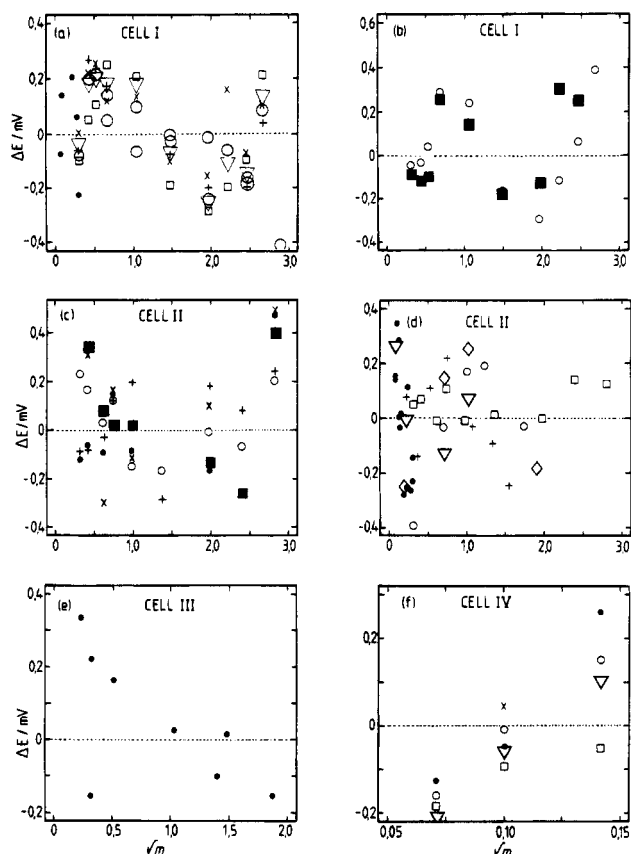 (a) CELL I
ΔE / mV
0,4
0,2
0
-0,2
-0,4
0 1,0 2,0 3,0
(b) CELL I
0,6
0,4
0,2
0
-0,2
-0,4
0 1,0 2,0 3,0
(c) CELL II
ΔE / mV
0,4
0,2
0
-0,2
-0,4
0 1,0 2,0 3,0
(d) CELL II
0,4
0,2
0
-0,2
-0,4
0 1,0 2,0 3,0
(e) CELL III
ΔE / mV
0,4
0,2
0
-0,2
0 0,5 1,0 1,5 2,0
√m
(f) CELL IV
0,2
0
-0,2
0,05 0,10 0,15
√m